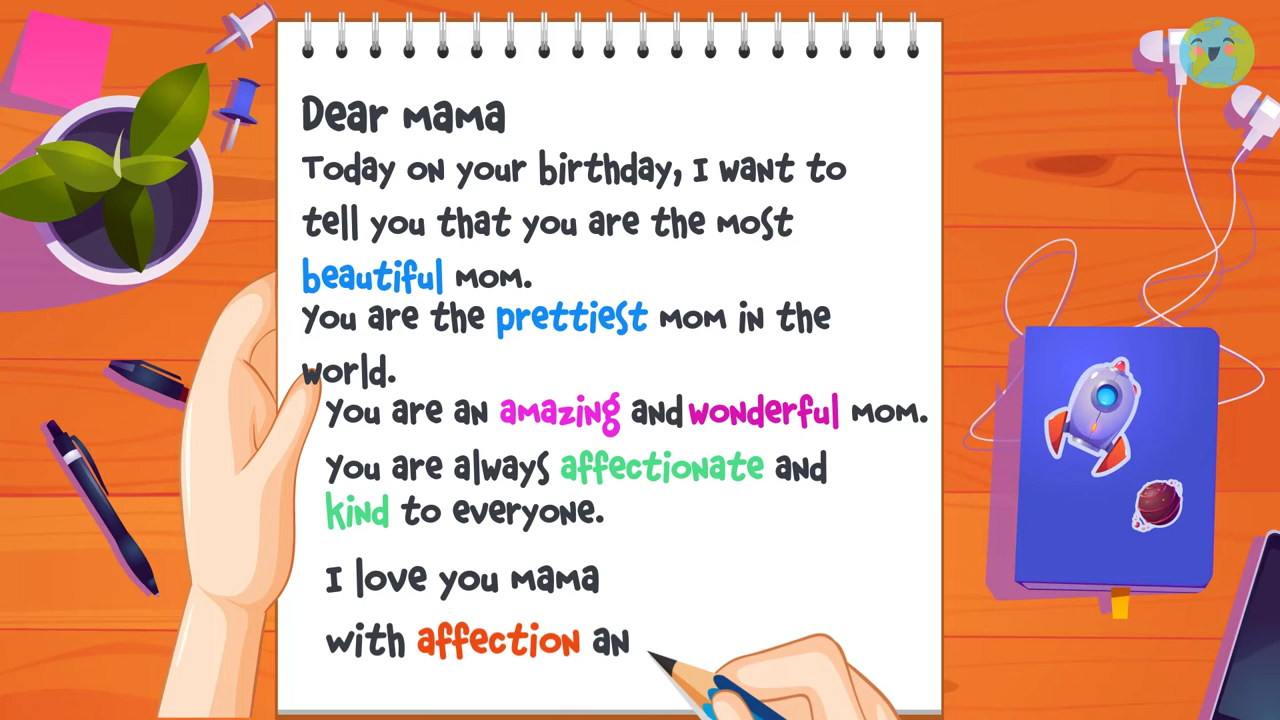 Dear mama
Today on your birthday, I want to
tell you that you are the most
beautiful mom.
you are the prettiest mom in the
world.
you are an amazing and wonderful mom.
you are always affectionate and
kind to everyone.
I love you mama
with affection an